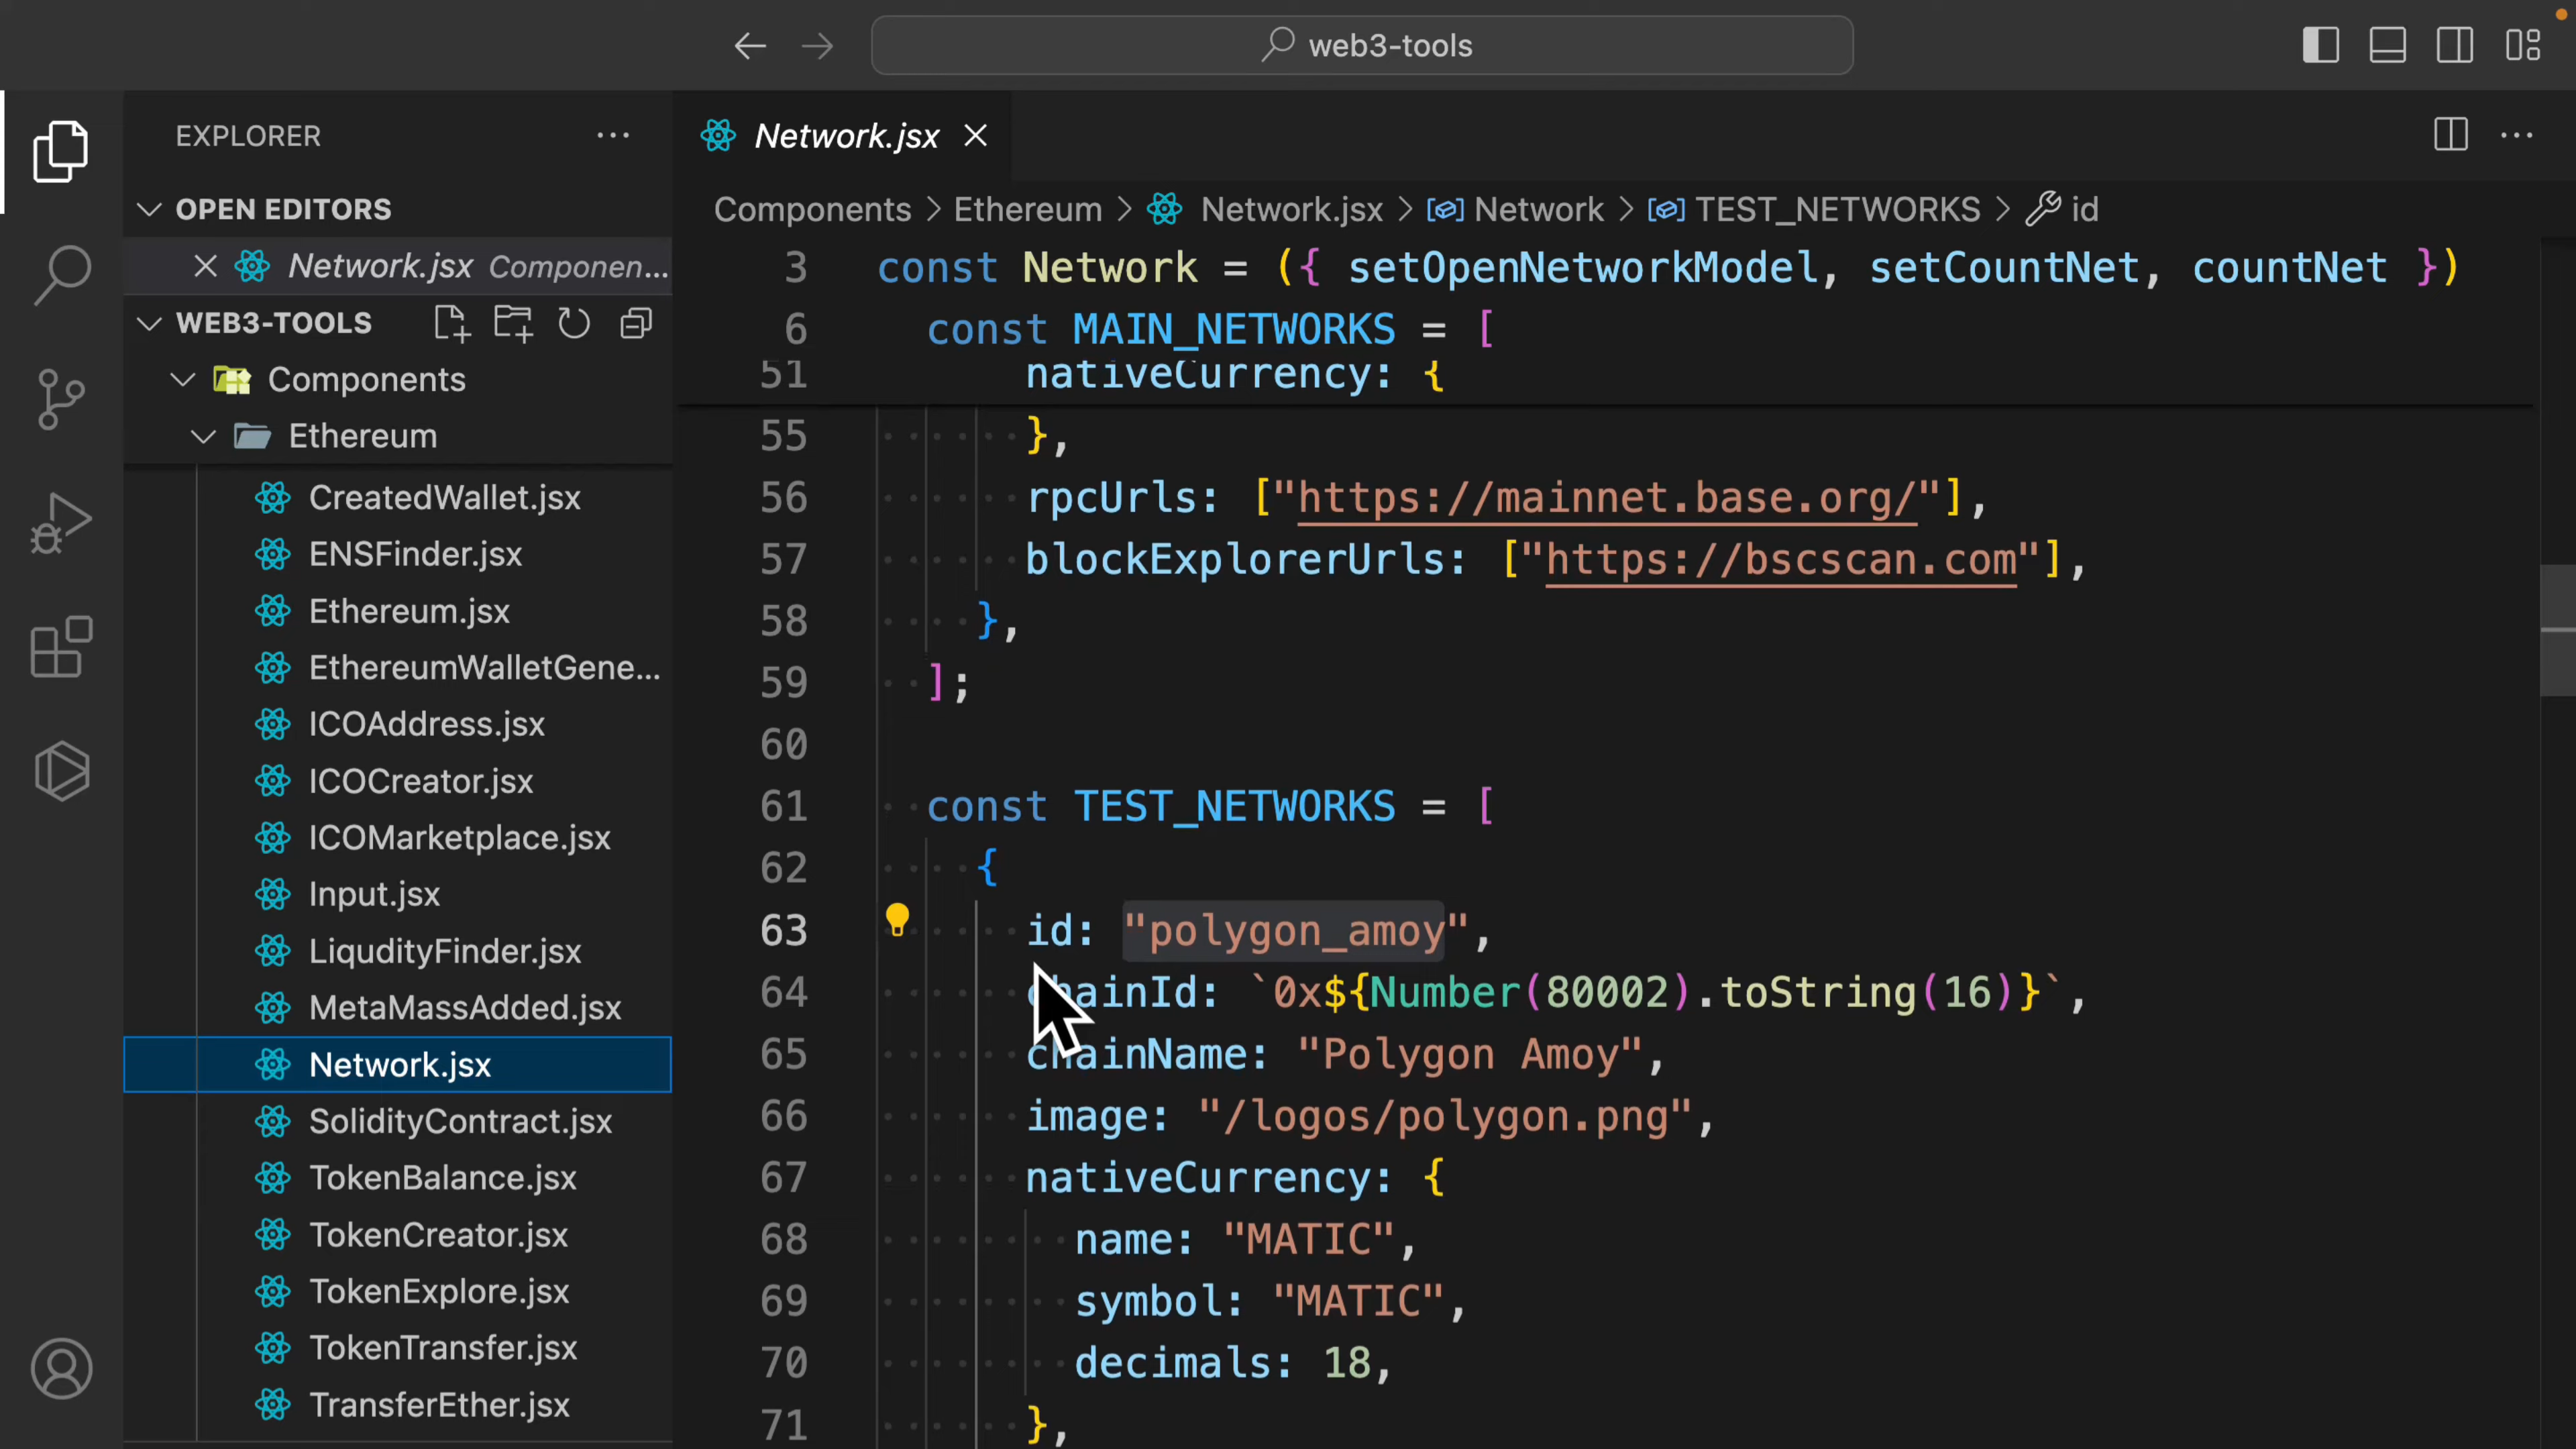 web3-tools
EXPLORER
OPEN EDITORS
Network.jsx Componen...
WEB3-TOOLS
Components
Ethereum
CreatedWallet.jsx
ENSFinder.jsx
Ethereum.jsx
EthereumWalletGene...
ICOAddress.jsx
ICOCreator.jsx
ICOMarketplace.jsx
Input.jsx
LiqudityFinder.jsx
MetaMassAdded.jsx
Network.jsx
SolidityContract.jsx
TokenBalance.jsx
TokenCreator.jsx
TokenExplore.jsx
TokenTransfer.jsx
TransferEther.jsx
Network.jsx
Components > Ethereum > Network.jsx > Network > TEST_NETWORKS > id
3 const Network = ({ setOpenNetworkModel, setCountNet, countNet })
6 const MAIN_NETWORKS = [
51 nativeCurrency: {
55 },
56 rpcUrls: ["https://mainnet.base.org/"],
57 blockExplorerUrls: ["https://bscscan.com"],
58 },
59 ];
60
61 const TEST_NETWORKS = [
62 {
63 id: "polygon_amoy",
64 chainId: `0x${Number(80002).toString(16)}`,
65 chainName: "Polygon Amoy",
66 image: "/logos/polygon.png",
67 nativeCurrency: {
68 name: "MATIC",
69 symbol: "MATIC",
70 decimals: 18,
71 },